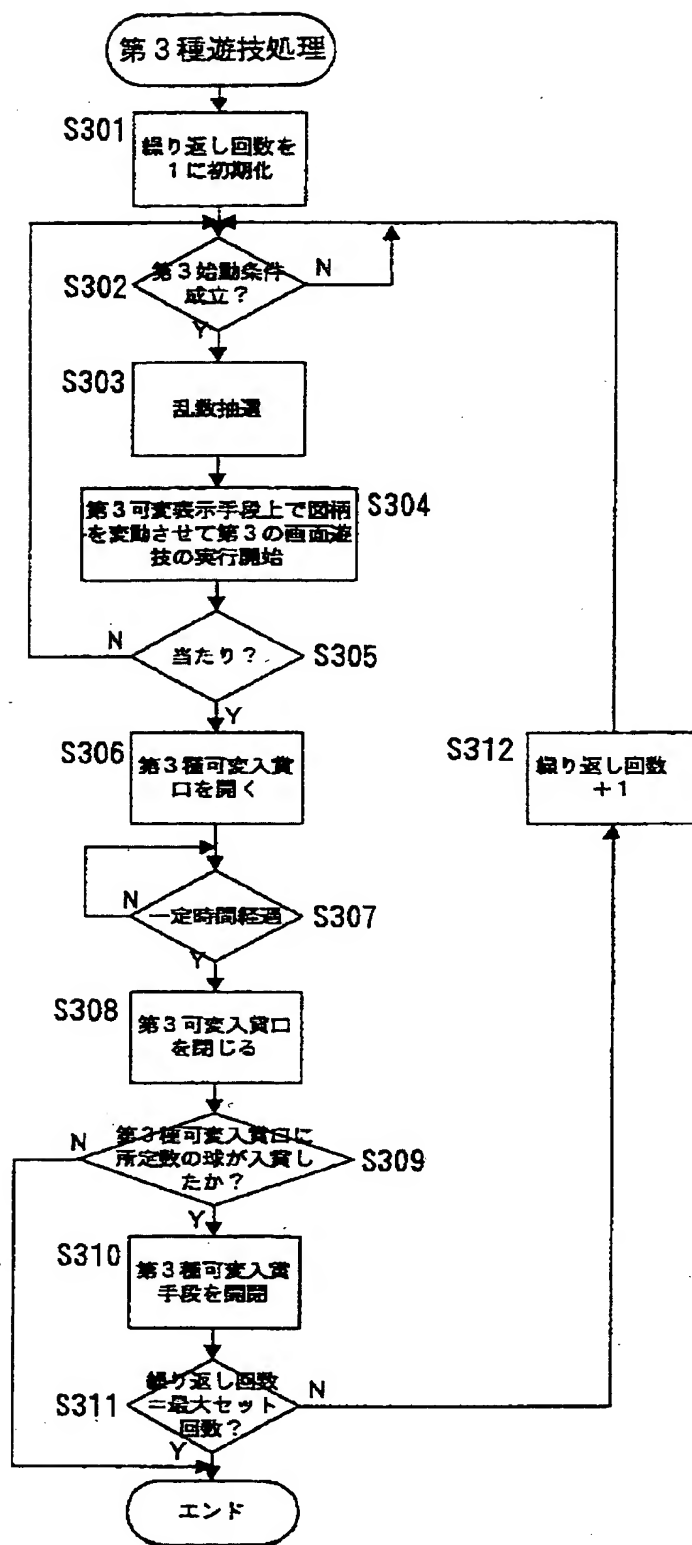 第3種遊技処理
S301
繰り返し回数を
1に初期化
S302
第3始動条件
成立?
N
Y
S303
乱数抽選
第3可変表示手段上で図柄
を変動させて第3の画面遊
技の実行開始
S304
N
当たり?
S305
Y
S306
第3種可変入賞
口を開く
S312
繰り返し回数
+1
N
一定時間経過
S307
Y
S308
第3可変入賞口
を閉じる
N
第3種可変入賞口に
所定数の球が入賞し
たか?
S309
Y
S310
第3種可変入賞
手段を開閉
S311
繰り返し回数
=最大セット
回数?
N
Y
エンド